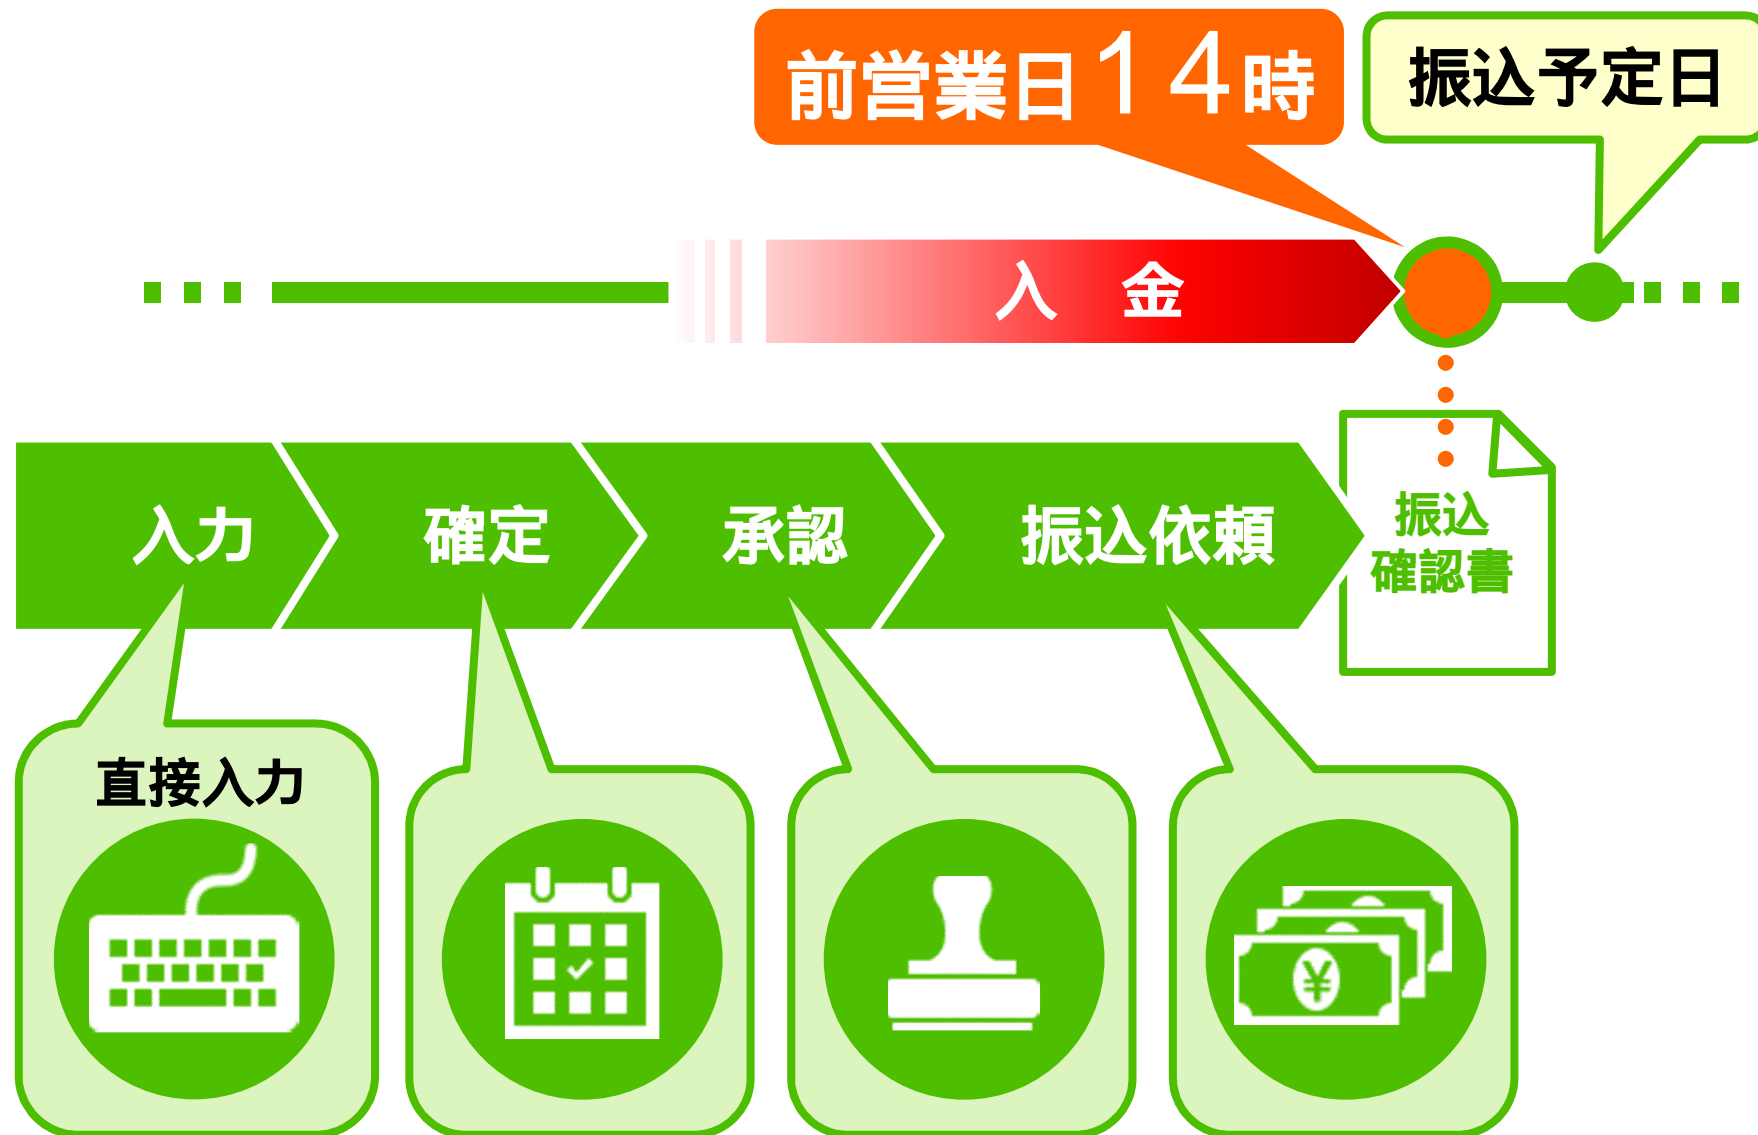 前営業日14時
振込予定日
入 金
入力
確定
承認
振込依頼
振込
確認書
直接入力
¥